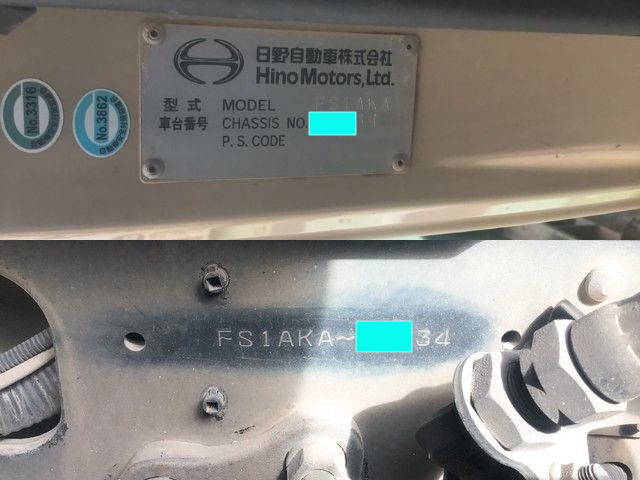 日野自動車株式会社
Hino Motors, Ltd.
型式 MODEL FS1AKA
車台番号 CHASSIS NO.
P.S. CODE
No.3316
No.3862
FS1AKA~ 34